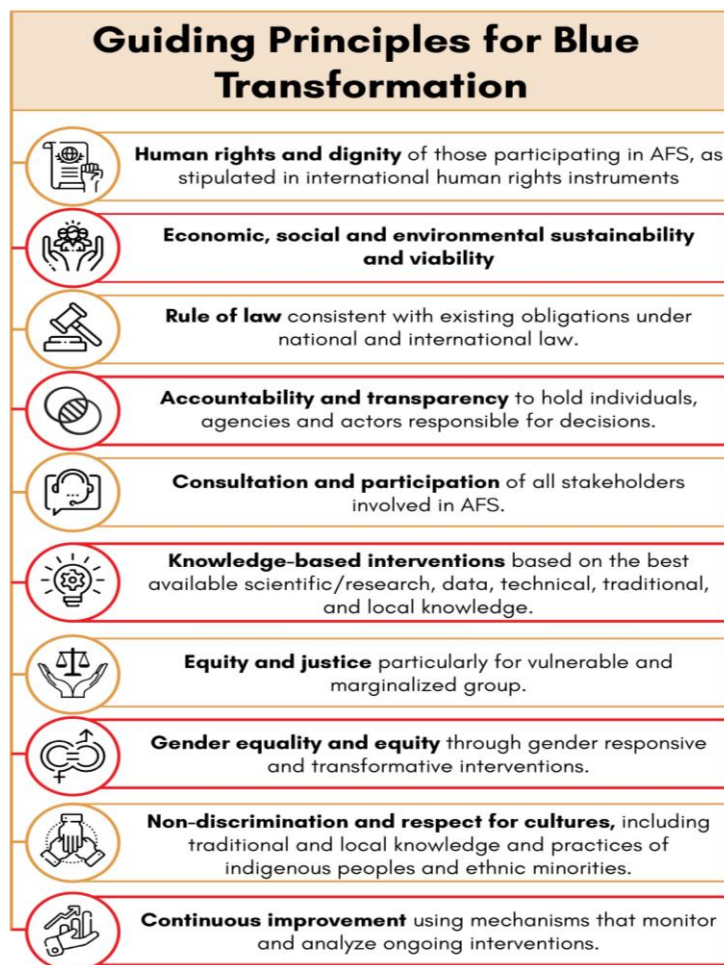 Guiding Principles for Blue
Transformation
Human rights and dignity of those participating in AFS, as
stipulated in international human rights instruments
Economic, social and environmental sustainability
and viability
Rule of law consistent with existing obligations under
national and international law.
Accountability and transparency to hold individuals,
agencies and actors responsible for decisions.
Consultation and participation of all stakeholders
involved in AFS.
Knowledge-based interventions based on the best
available scientific/research, data, technical, traditional,
and local knowledge.
Equity and justice particularly for vulnerable and
marginalized group.
Gender equality and equity through gender responsive
and transformative interventions.
Non-discrimination and respect for cultures, including
traditional and local knowledge and practices of
indigenous peoples and ethnic minorities.
Continuous improvement using mechanisms that monitor
and analyze ongoing interventions.